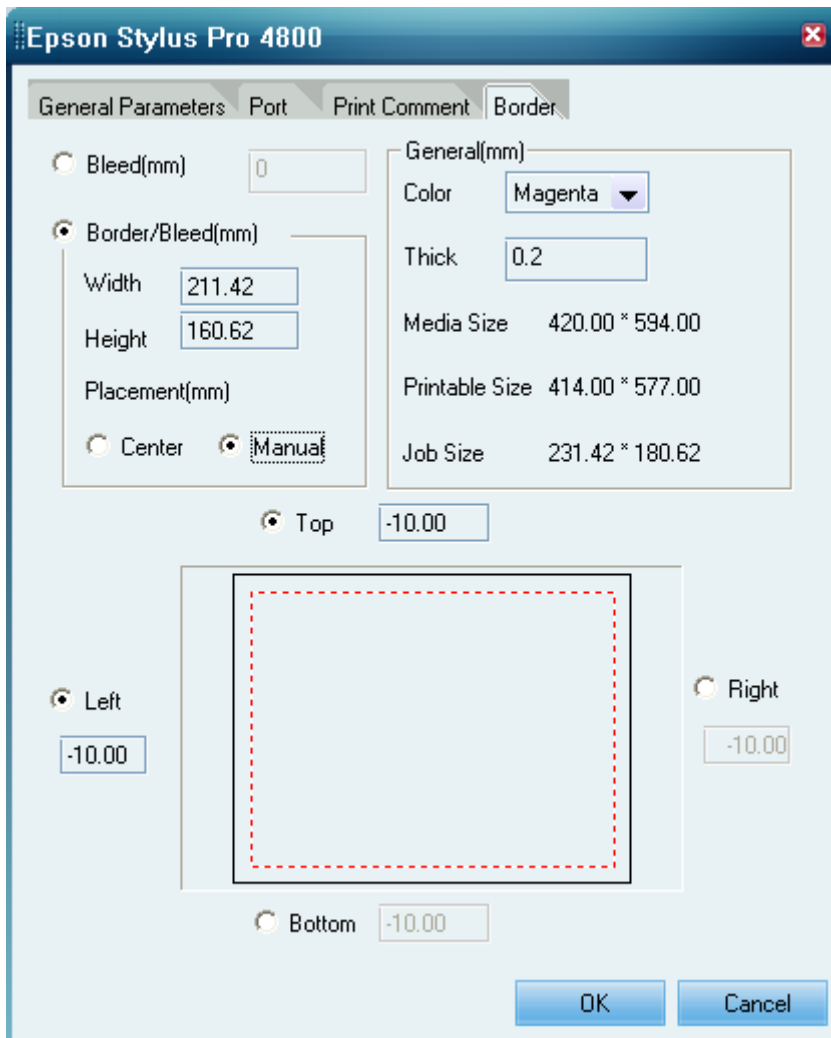 Epson Stylus Pro 4800
General Parameters Port Print Comment Border
Bleed(mm) 0
Border/Bleed(mm)
Width 211.42
Height 160.62
Placement(mm)
Center Manual
General(mm)
Color Magenta
Thick 0.2
Media Size 420.00 * 594.00
Printable Size 414.00 * 577.00
Job Size 231.42 * 180.62
Top -10.00
Left
-10.00
Right
-10.00
Bottom -10.00
OK Cancel